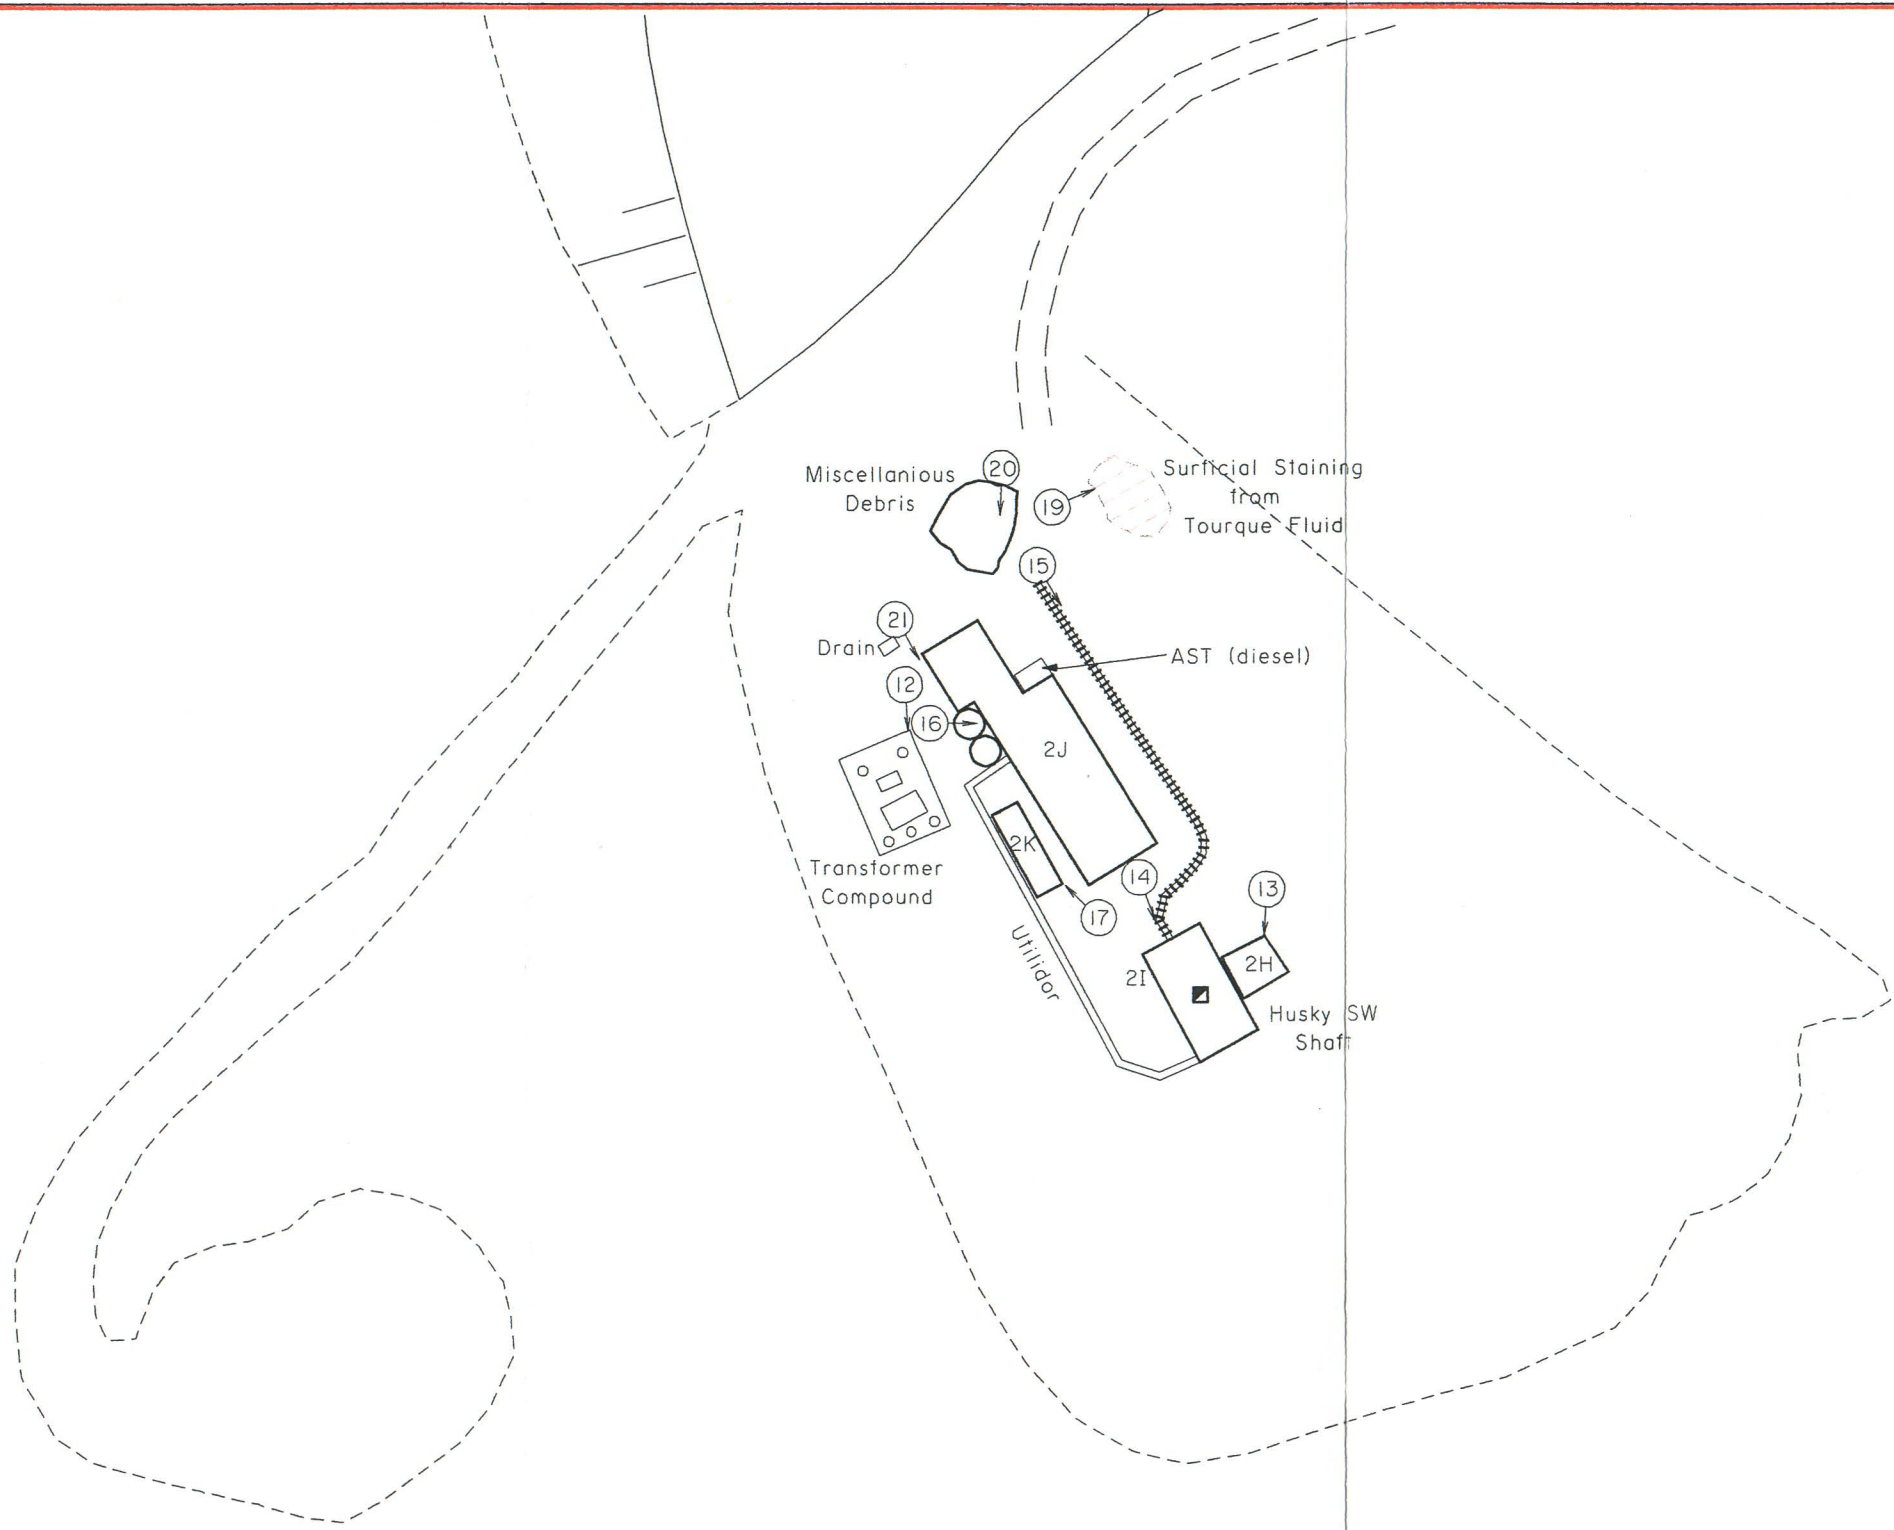 Miscellanious
Debris
20
19
Surficial Staining
from
Tourque Fluid
15
21
Drain
AST (diesel)
12
16
2J
2K
Transformer
Compound
14
13
17
Utilidor
2I
2H
Husky SW
Shaft